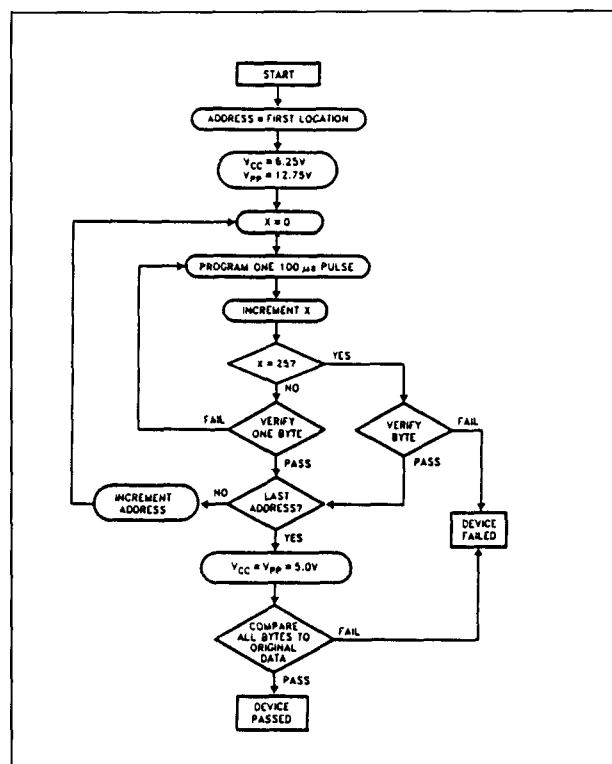 START
ADDRESS = FIRST LOCATION
VCC = 6.25V
VPP = 12.75V
X = 0
PROGRAM ONE 100 µs PULSE
INCREMENT X
X = 25?
YES
NO
FAIL
VERIFY
ONE BYTE
VERIFY
BYTE
FAIL
PASS
PASS
INCREMENT
ADDRESS
NO
LAST
ADDRESS?
DEVICE
FAILED
YES
VCC = VPP = 5.0V
COMPARE
ALL BYTES TO
ORIGINAL
DATA
FAIL
PASS
DEVICE
PASSED